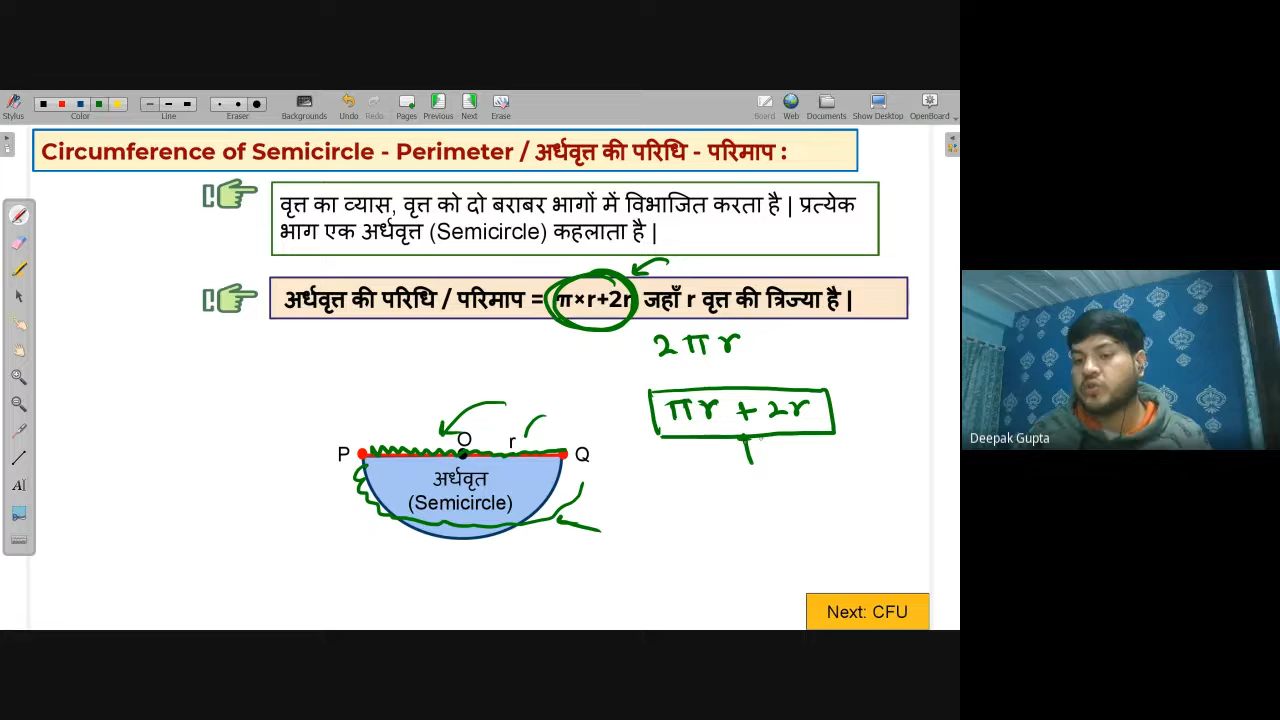 Stylus
Color
Line
Eraser
Backgrounds
Undo
Redo
Pages
Previous
Next
Erase
Board
Web
Documents
Show Desktop
OpenBoard
Circumference of Semicircle - Perimeter / अर्धवृत्त की परिधि - परिमाप :
वृत्त का व्यास, वृत्त को दो बराबर भागों में विभाजित करता है | प्रत्येक
भाग एक अर्धवृत्त (Semicircle) कहलाता है |
अर्धवृत्त की परिधि / परिमाप = π×r+2r जहाँ r वृत्त की त्रिज्या है |
2πr
πr + 2r
P
O
r
Q
अर्धवृत
(Semicircle)
Deepak Gupta
Next: CFU